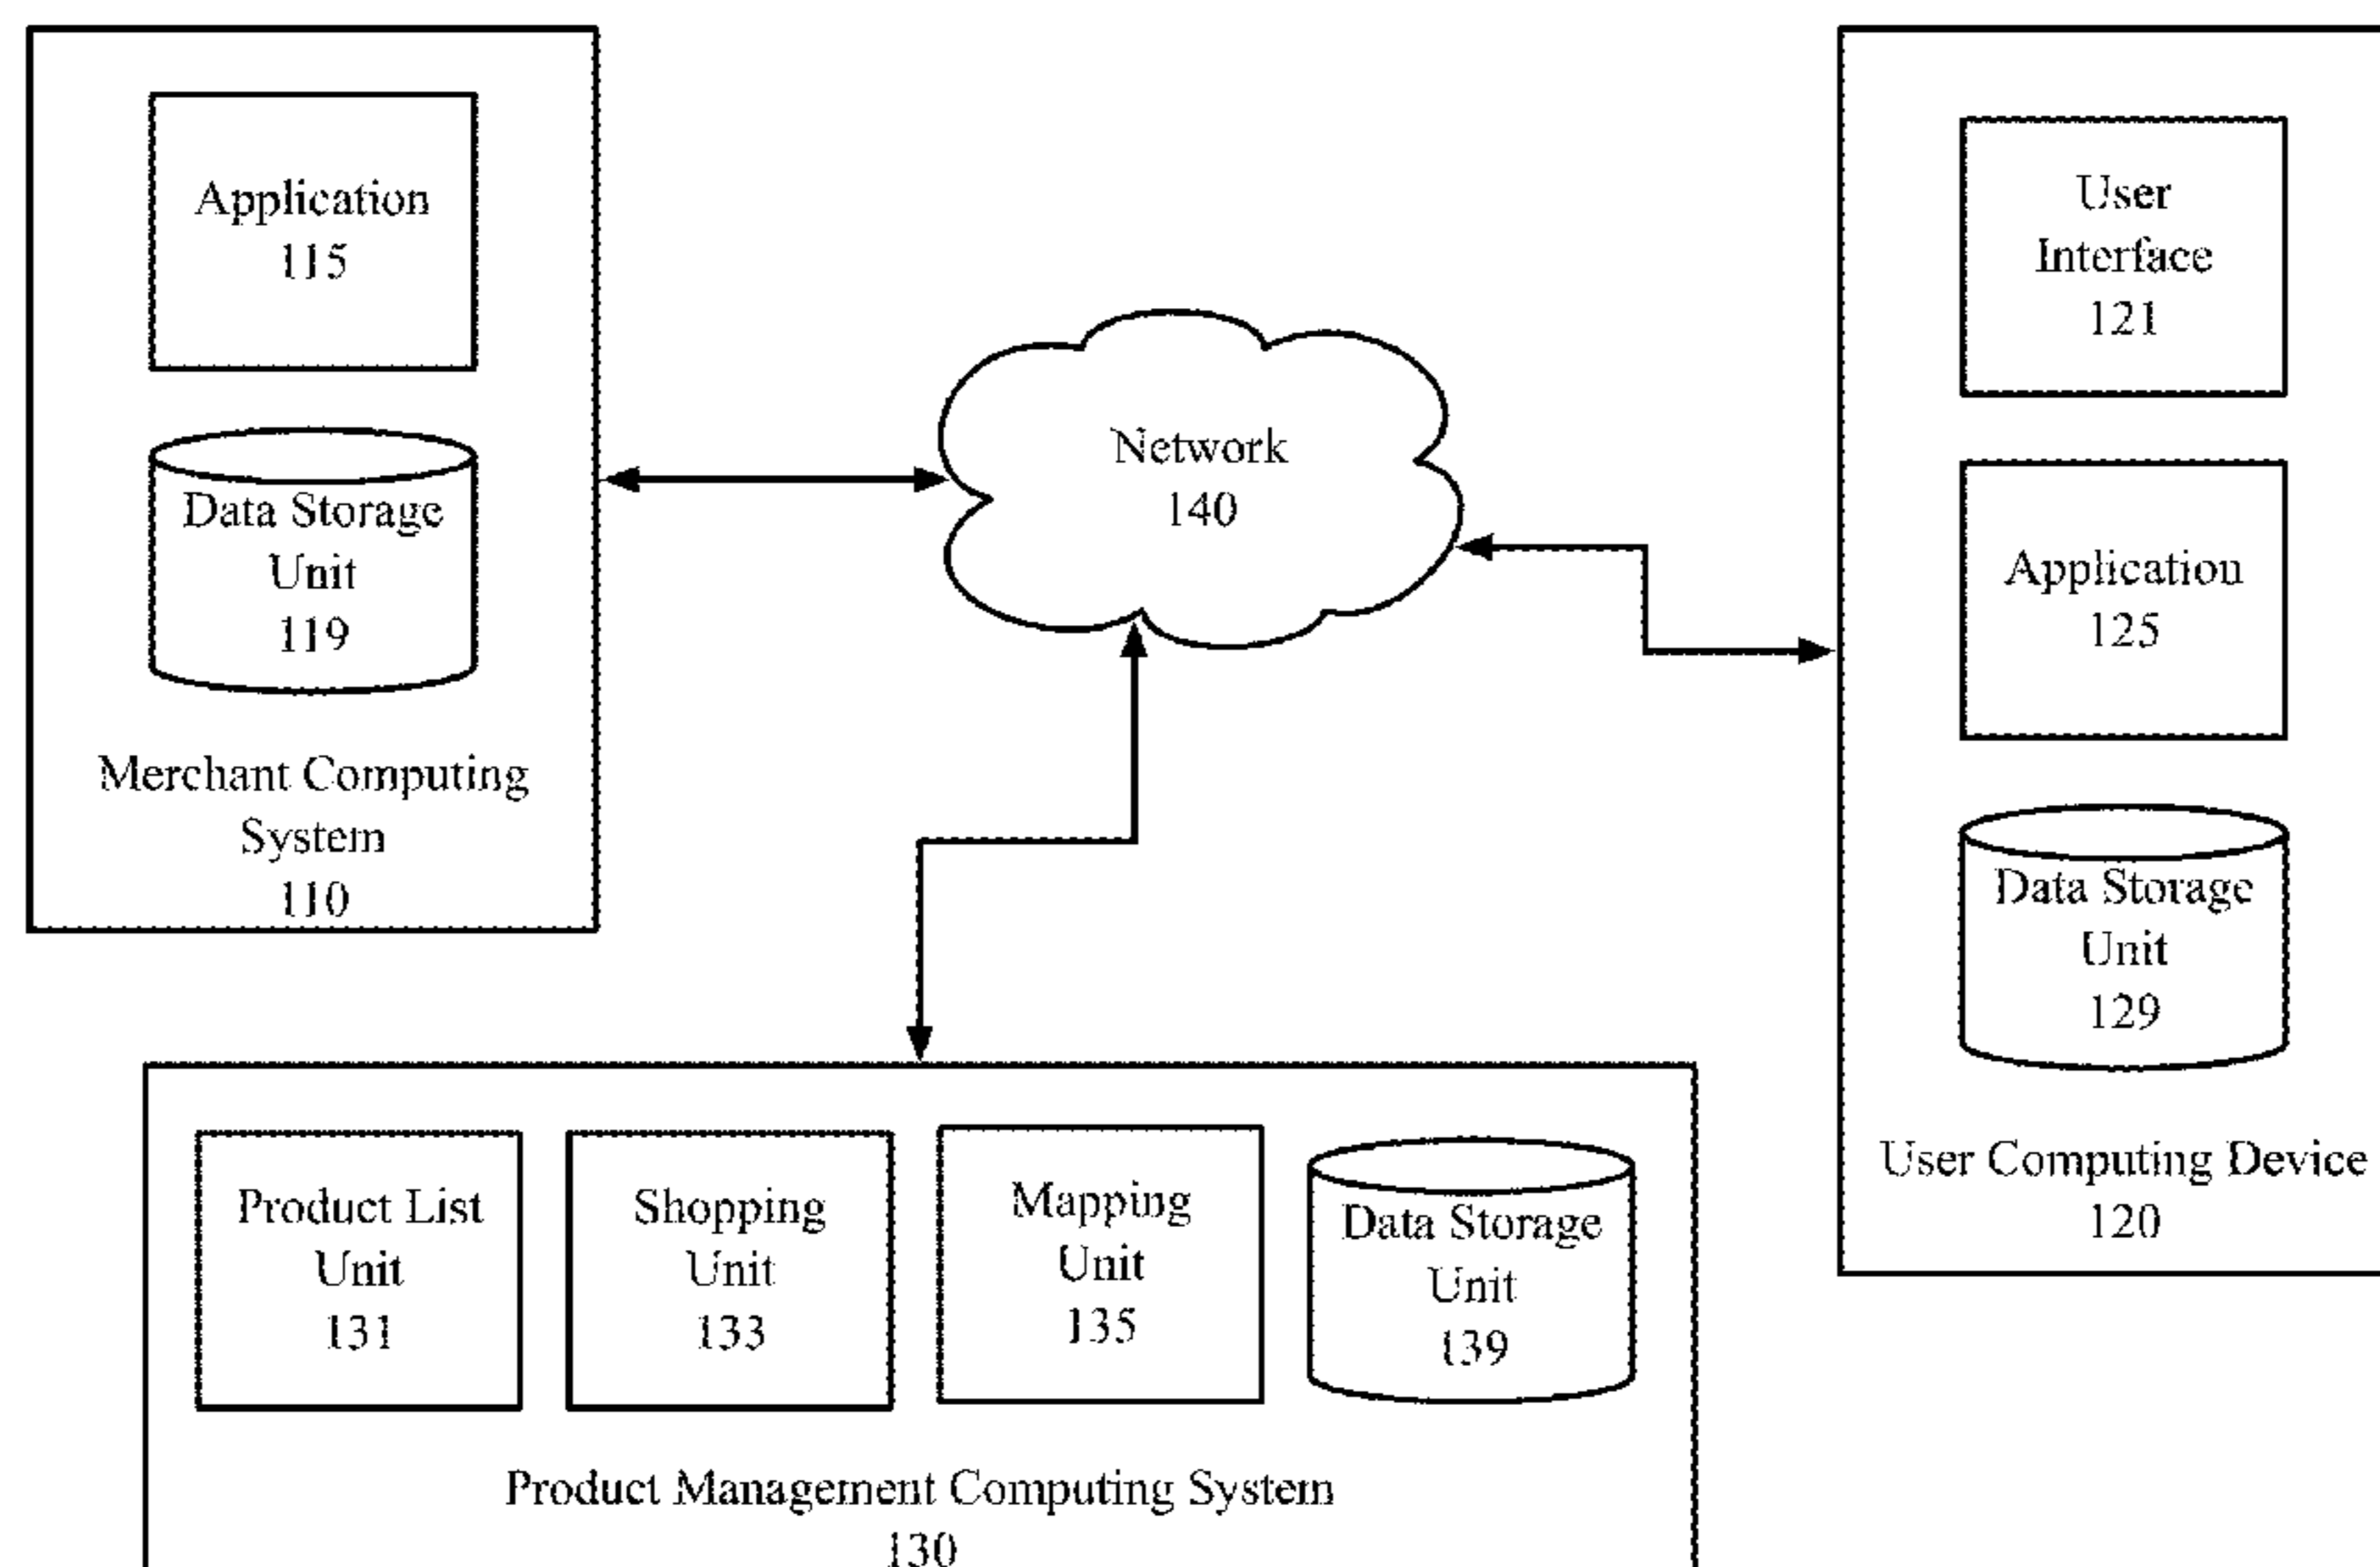 Application
115
Data Storage
Unit
119
Merchant Computing
System
110
Network
140
User
Interface
121
Application
125
Data Storage
Unit
129
User Computing Device
120
Product List
Unit
131
Shopping
Unit
133
Mapping
Unit
135
Data Storage
Unit
139
Product Management Computing System
130